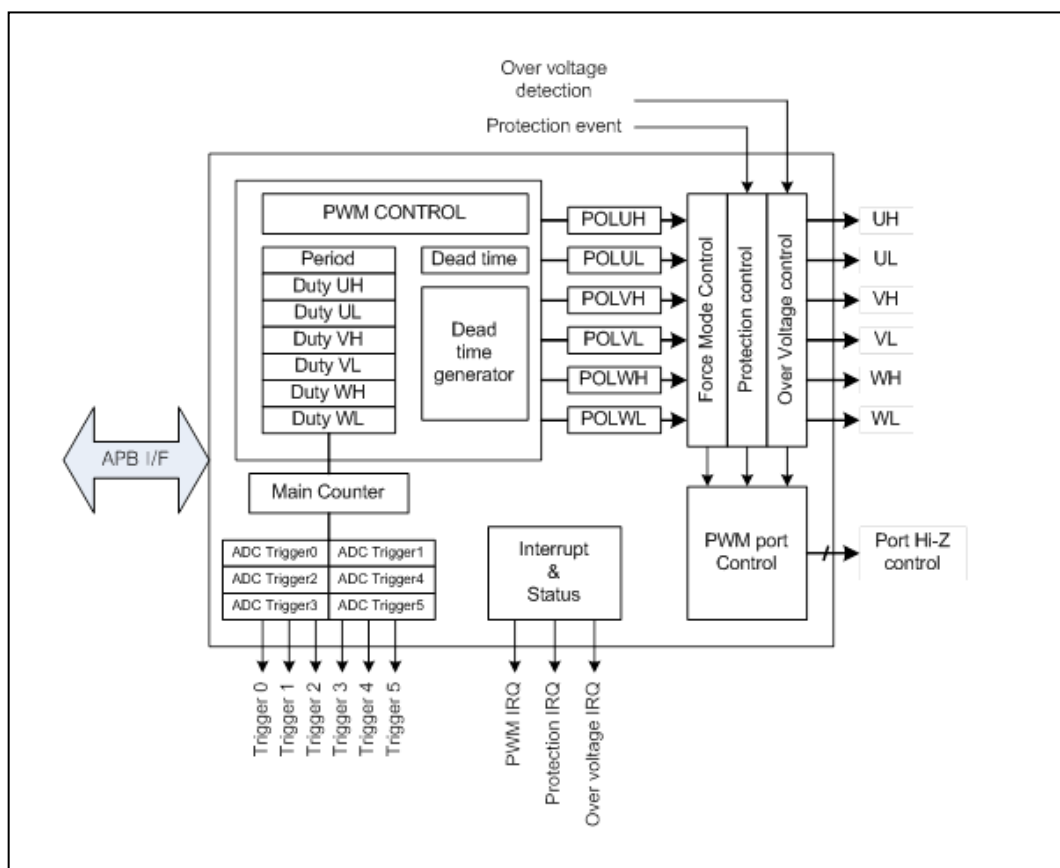 Over voltage
detection
Protection event
PWM CONTROL
Period
Duty UH
Duty UL
Duty VH
Duty VL
Duty WH
Duty WL
Dead time
Dead
time
generator
POLUH
POLUL
POLVH
POLVL
POLWH
POLWL
Force Mode Control
Protection control
Over Voltage control
UH
UL
VH
VL
WH
WL
APB I/F
Main Counter
ADC Trigger0
ADC Trigger1
ADC Trigger2
ADC Trigger4
ADC Trigger3
ADC Trigger5
Interrupt
&
Status
PWM port
Control
Port Hi-Z
control
Trigger 0
Trigger 1
Trigger 2
Trigger 3
Trigger 4
Trigger 5
PWM IRQ
Protection IRQ
Over voltage IRQ